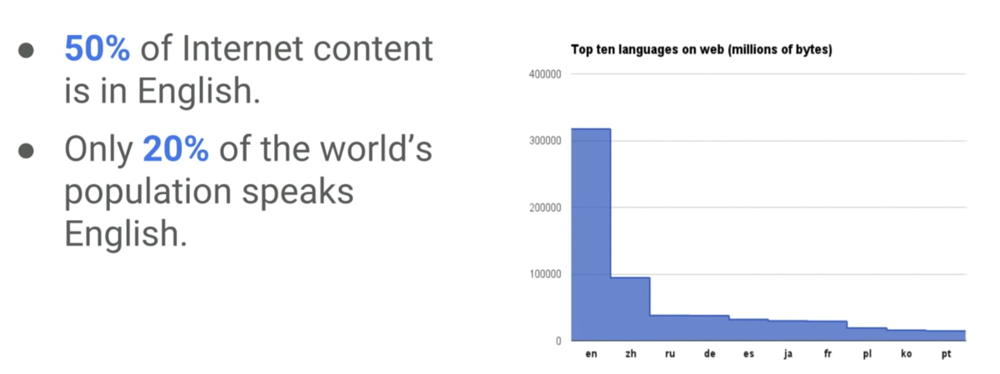 ● 50% of Internet content
is in English.
● Only 20% of the world’s
population speaks
English.
Top ten languages on web (millions of bytes)
400000
300000
200000
100000
0
en zh ru de es ja fr pl ko pt